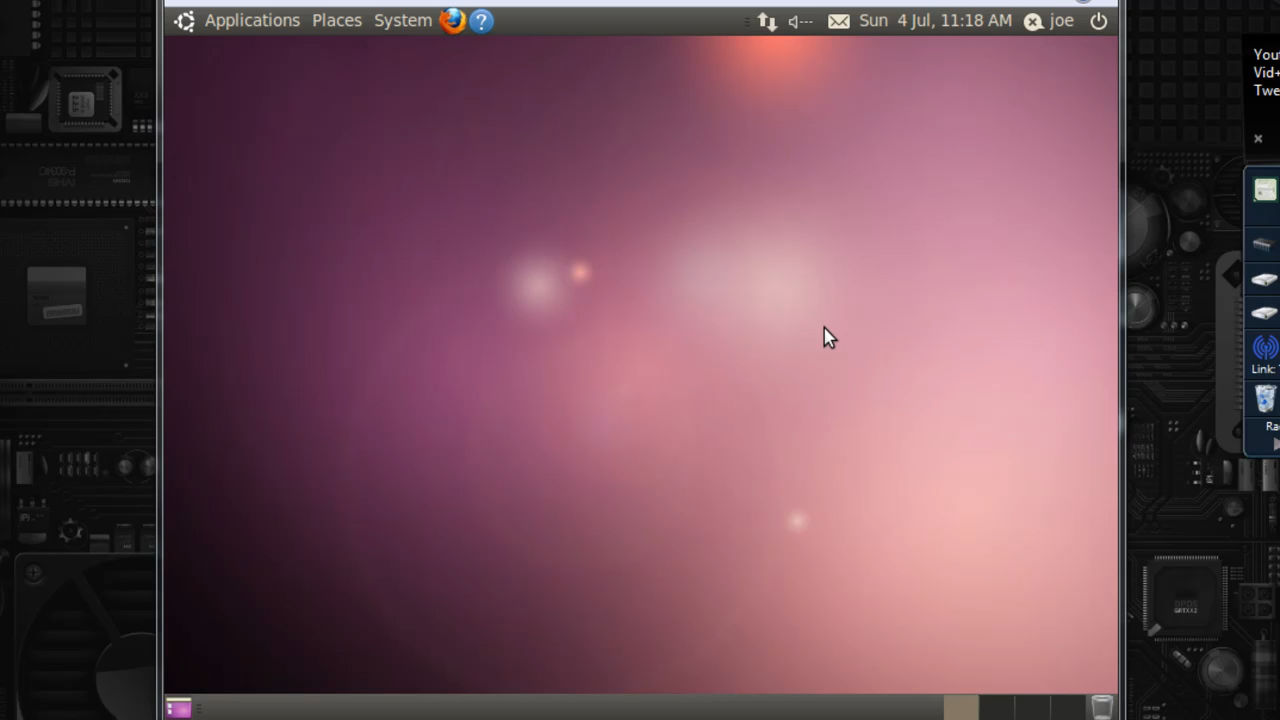 Applications Places System ? Sun 4 Jul, 11:18 AM joe
You
Vid+
Twe
Link:
Ra